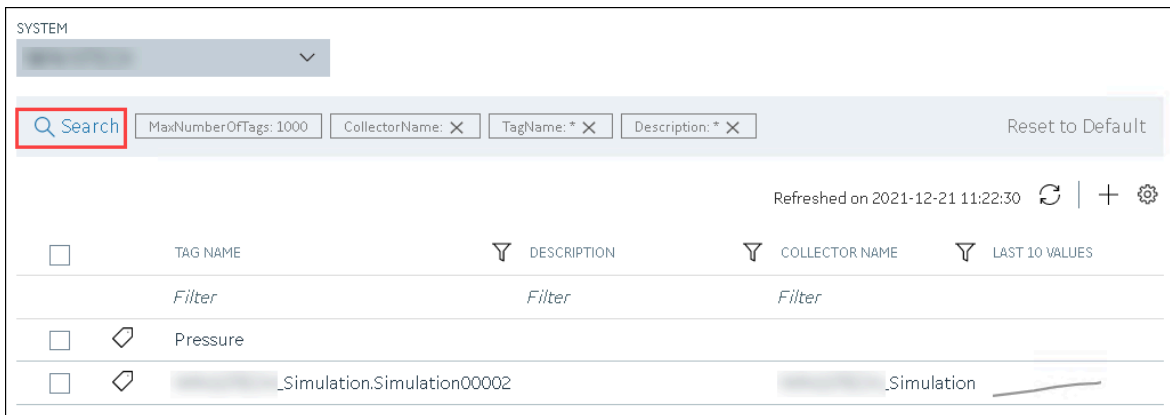 SYSTEM
Search MaxNumberOfTags: 1000 CollectorName: TagName: * Description: * Reset to Default
Refreshed on 2021-12-21 11:22:30
TAG NAME DESCRIPTION COLLECTOR NAME LAST 10 VALUES
Filter Filter Filter
Pressure
_Simulation.Simulation00002 _Simulation